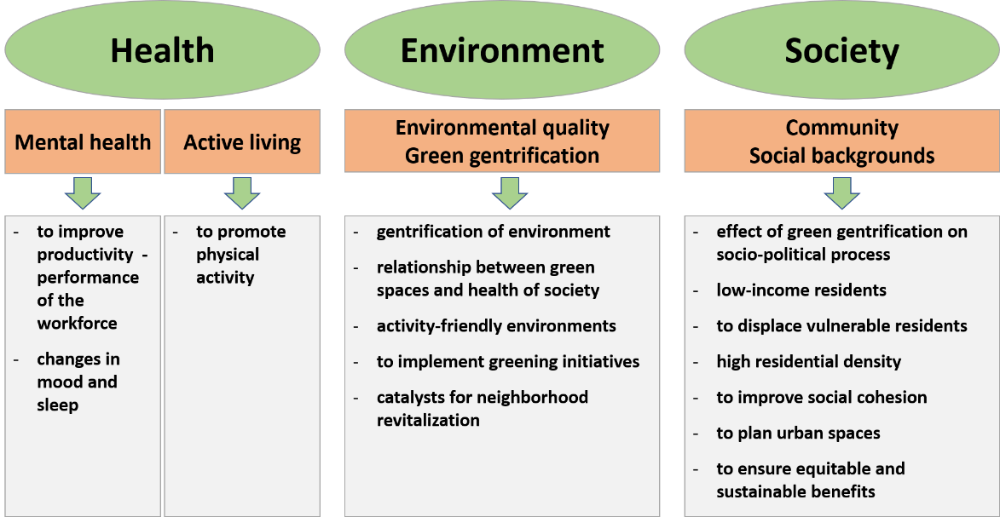 Health
Mental health
- to improve
productivity -
performance
of the
workforce
- changes in
mood and
sleep
Active living
- to promote
physical
activity
Environment
Environmental quality
Green gentrification
- gentrification of environment
- relationship between green
spaces and health of society
- activity-friendly environments
- to implement greening initiatives
- catalysts for neighborhood
revitalization
Society
Community
Social backgrounds
- effect of green gentrification on
socio-political process
- low-income residents
- to displace vulnerable residents
- high residential density
- to improve social cohesion
- to plan urban spaces
- to ensure equitable and
sustainable benefits